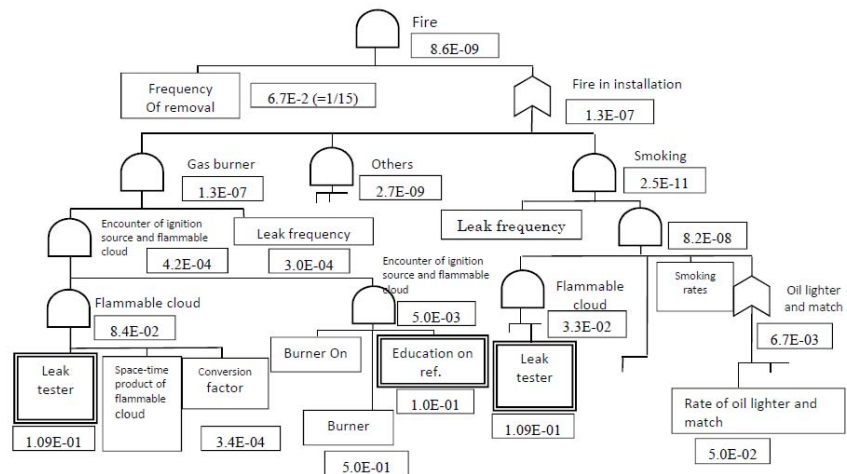 Fire
8.6E-09
Frequency
Of removal
6.7E-2 (=1/15)
Fire in installation
1.3E-07
Gas burner
1.3E-07
Others
2.7E-09
Smoking
2.5E-11
Encounter of ignition
source and flammable
cloud
4.2E-04
Leak frequency
3.0E-04
Leak frequency
8.2E-08
Flammable cloud
8.4E-02
Encounter of ignition
source and flammable
cloud
5.0E-03
Flammable
cloud
3.3E-02
Smoking
rates
Oil lighter
and match
6.7E-03
Leak
tester
1.09E-01
Space-time
product of
flammable
cloud
Conversion
factor
3.4E-04
Burner On
Education on
ref.
1.0E-01
Burner
5.0E-01
Leak
tester
1.09E-01
Rate of oil lighter and
match
5.0E-02